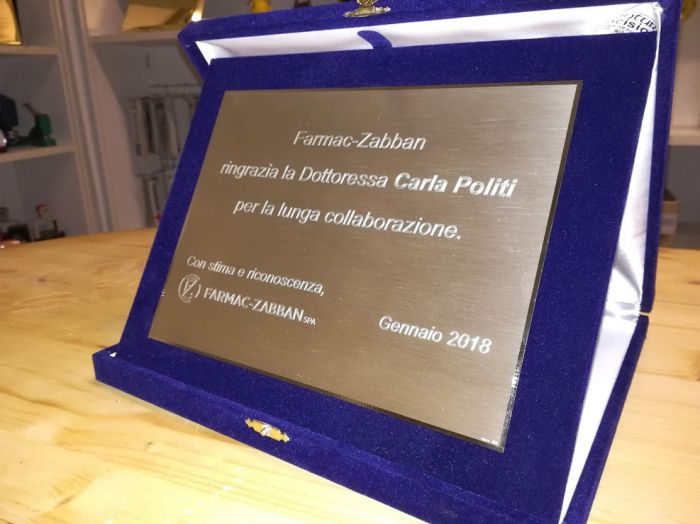 Farmac-Zabban
ringrazia la Dottoressa Carla Politi
per la lunga collaborazione.
Con stima e riconoscenza,
FARMAC-ZABBAN SPA
Gennaio 2018